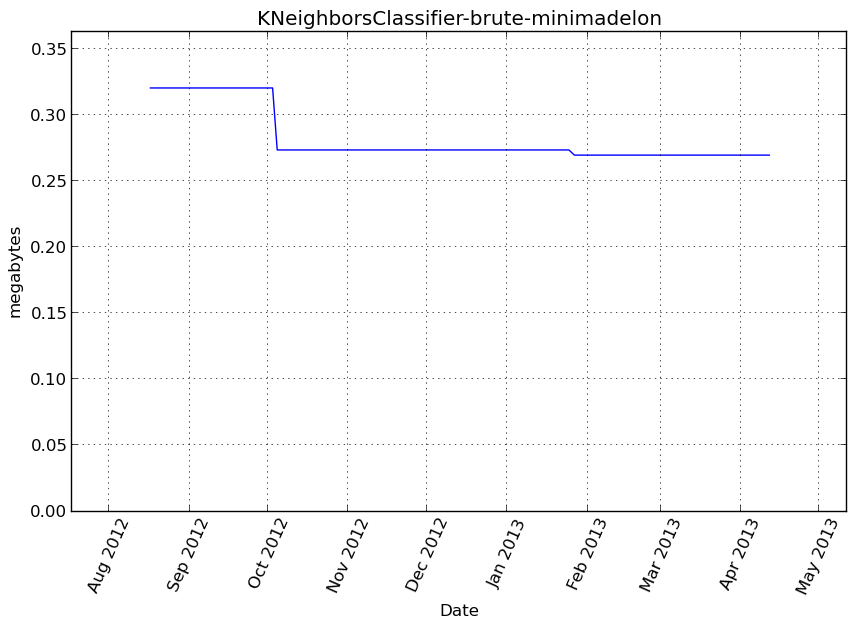 KNeighborsClassifier-brute-minimadelon
0.35
0.30
0.25
0.20
0.15
0.10
0.05
0.00
megabytes
Aug 2012
Sep 2012
Oct 2012
Nov 2012
Dec 2012
Jan 2013
Feb 2013
Mar 2013
Apr 2013
May 2013
Date